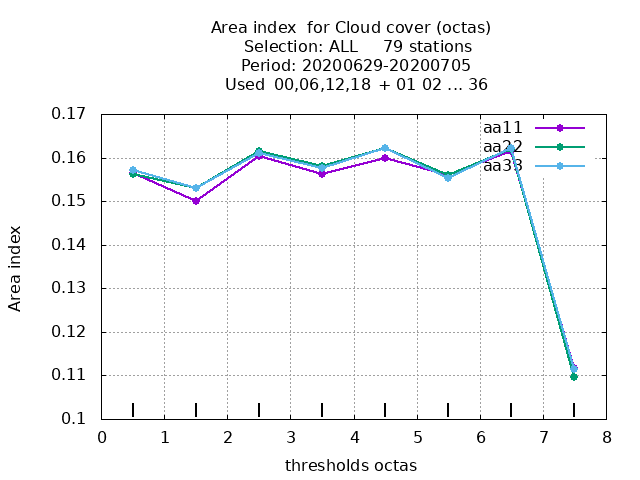 Area index  for Cloud cover (octas)
Selection: ALL     79 stations
Period: 20200629-20200705
Used  00,06,12,18 + 01 02 ... 36
aa11
aa22
aa33
0.17
0.16
0.15
0.14
0.13
0.12
0.11
0.1
Area index
0 1 2 3 4 5 6 7 8
thresholds octas